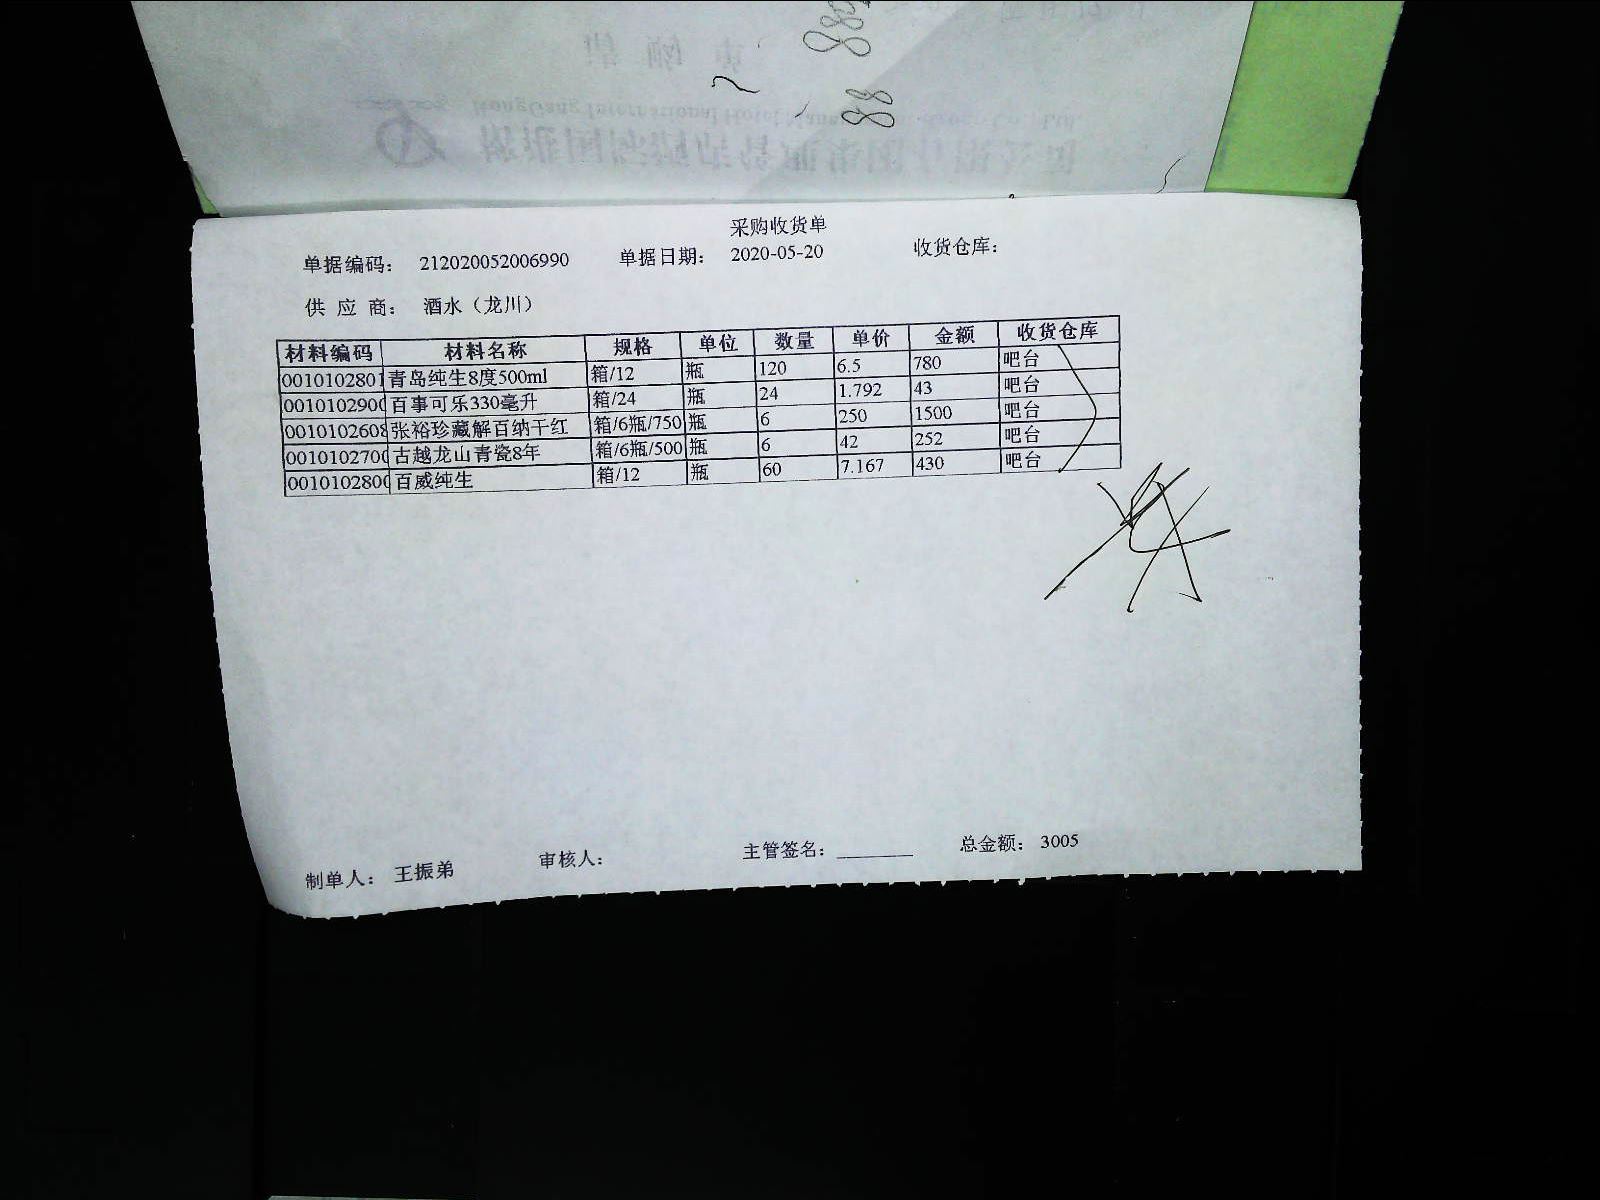 采购收货单
单据编码： 212020052006990 单据日期： 2020-05-20 收货仓库：
供应商： 酒水（龙川）
材料编码 材料名称 规格 单位 数量 单价 金额 收货仓库
0010102801 青岛纯生8度500ml 箱/12 瓶 120 6.5 780 吧台
001010290 百事可乐330毫升 箱/24 瓶 24 1.792 43 吧台
001010260 张裕珍藏解百纳干红 箱/6瓶/750 瓶 6 250 1500 吧台
001010270 古越龙山青瓷8年 箱/6瓶/500 瓶 6 42 252 吧台
001010280 百威纯生 箱/12 瓶 60 7.167 430 吧台
制单人： 王振弟 审核人： 主管签名： 总金额： 3005